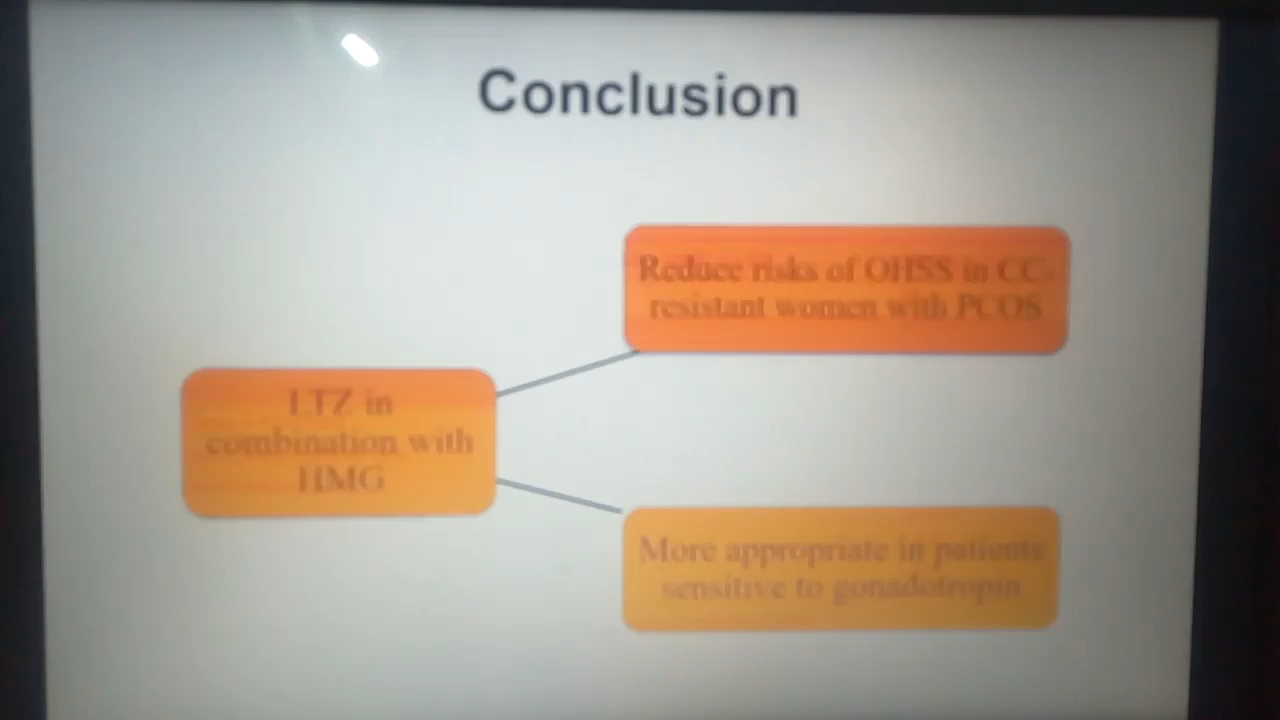 Conclusion
Reduce risks of OHSS in CC-
resistant women with PCOS
LTZ in
combination with
HMG
More appropriate in patients
sensitive to gonadotropin